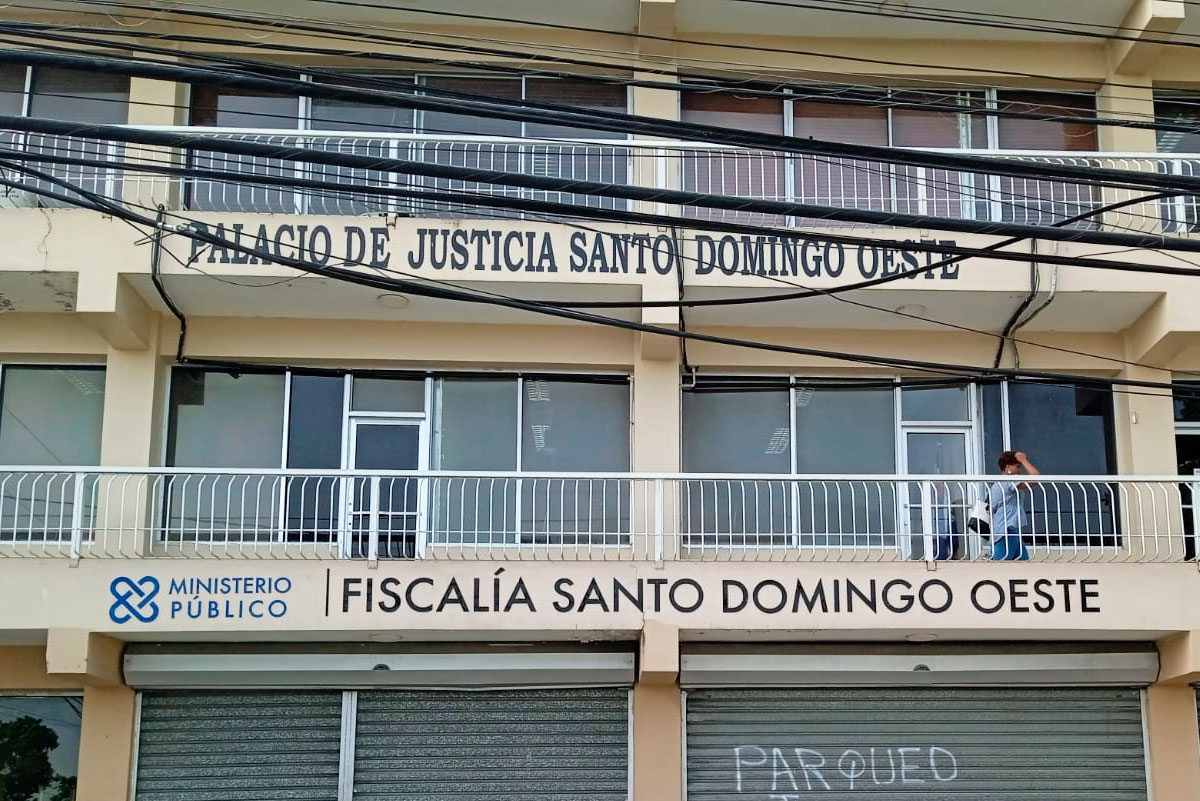 PALACIO DE JUSTICIA SANTO DOMINGO OESTE
MINISTERIO
PÚBLICO
FISCALÍA SANTO DOMINGO OESTE
PARQUEO